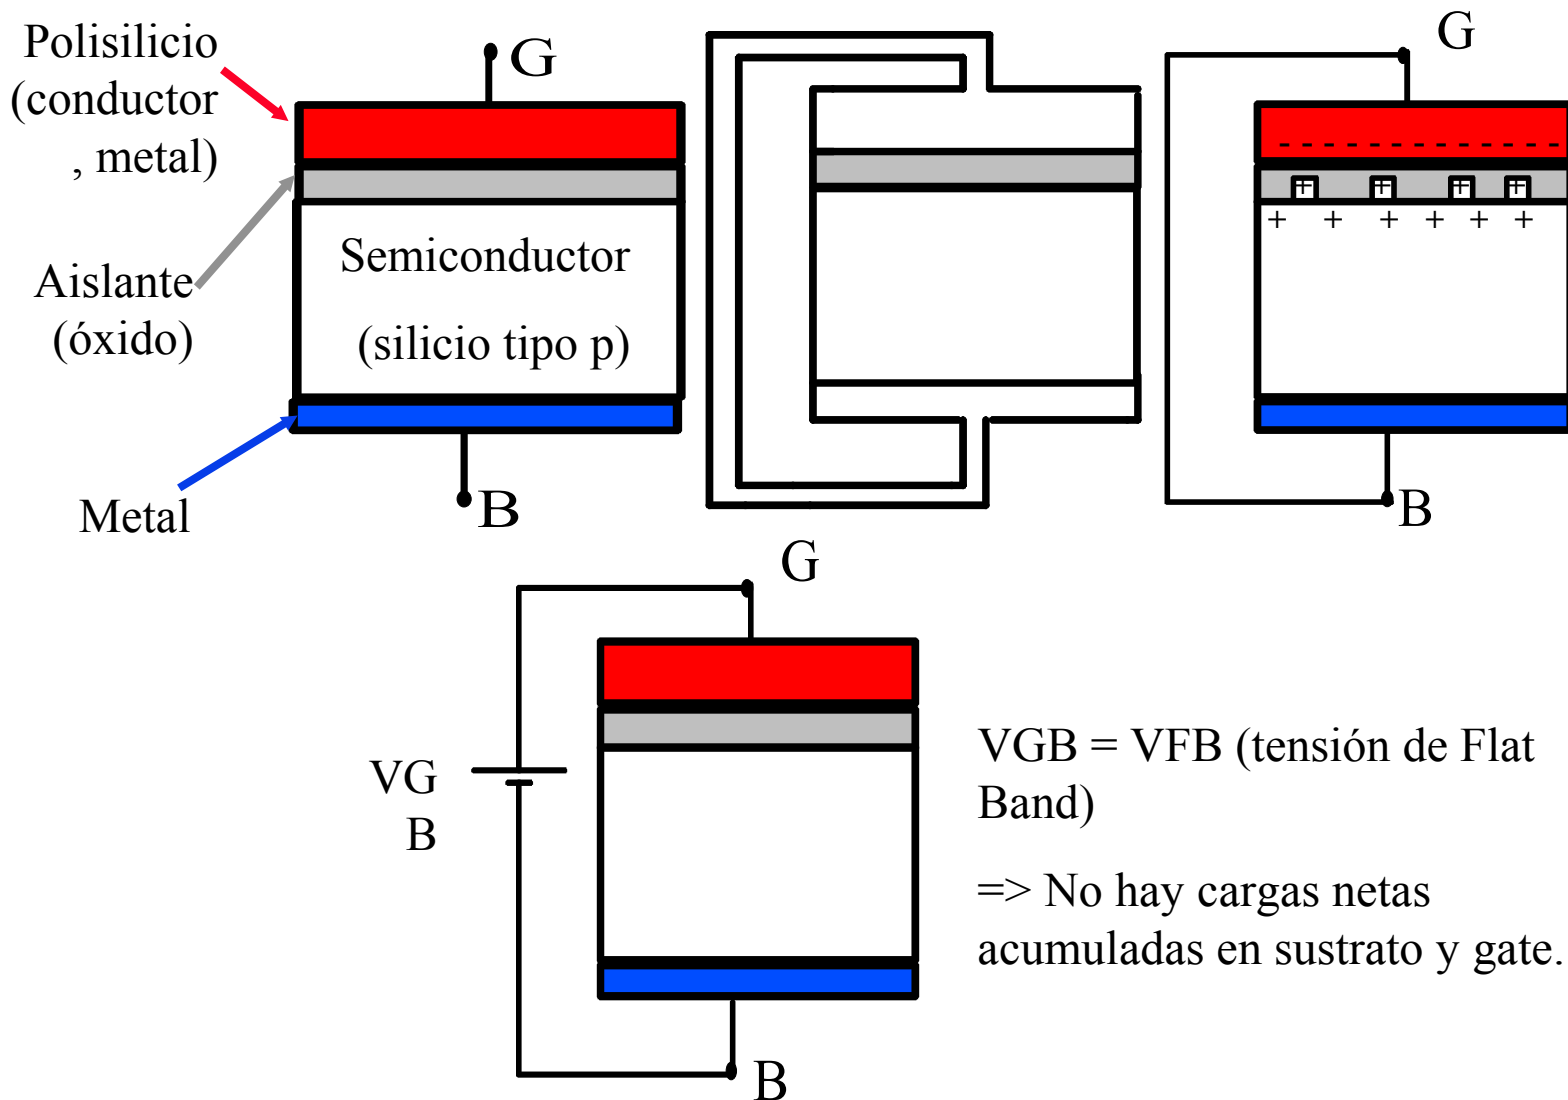 Polisilicio
(conductor
, metal)
G
Aislante
(óxido)
Semiconductor
(silicio tipo p)
Metal
B
G
- - - - - - - - - - - - - - -
+ + + +
+ + + + + +
B
G
VG
B
B
VGB = VFB (tensión de Flat
Band)
=> No hay cargas netas
acumuladas en sustrato y gate.